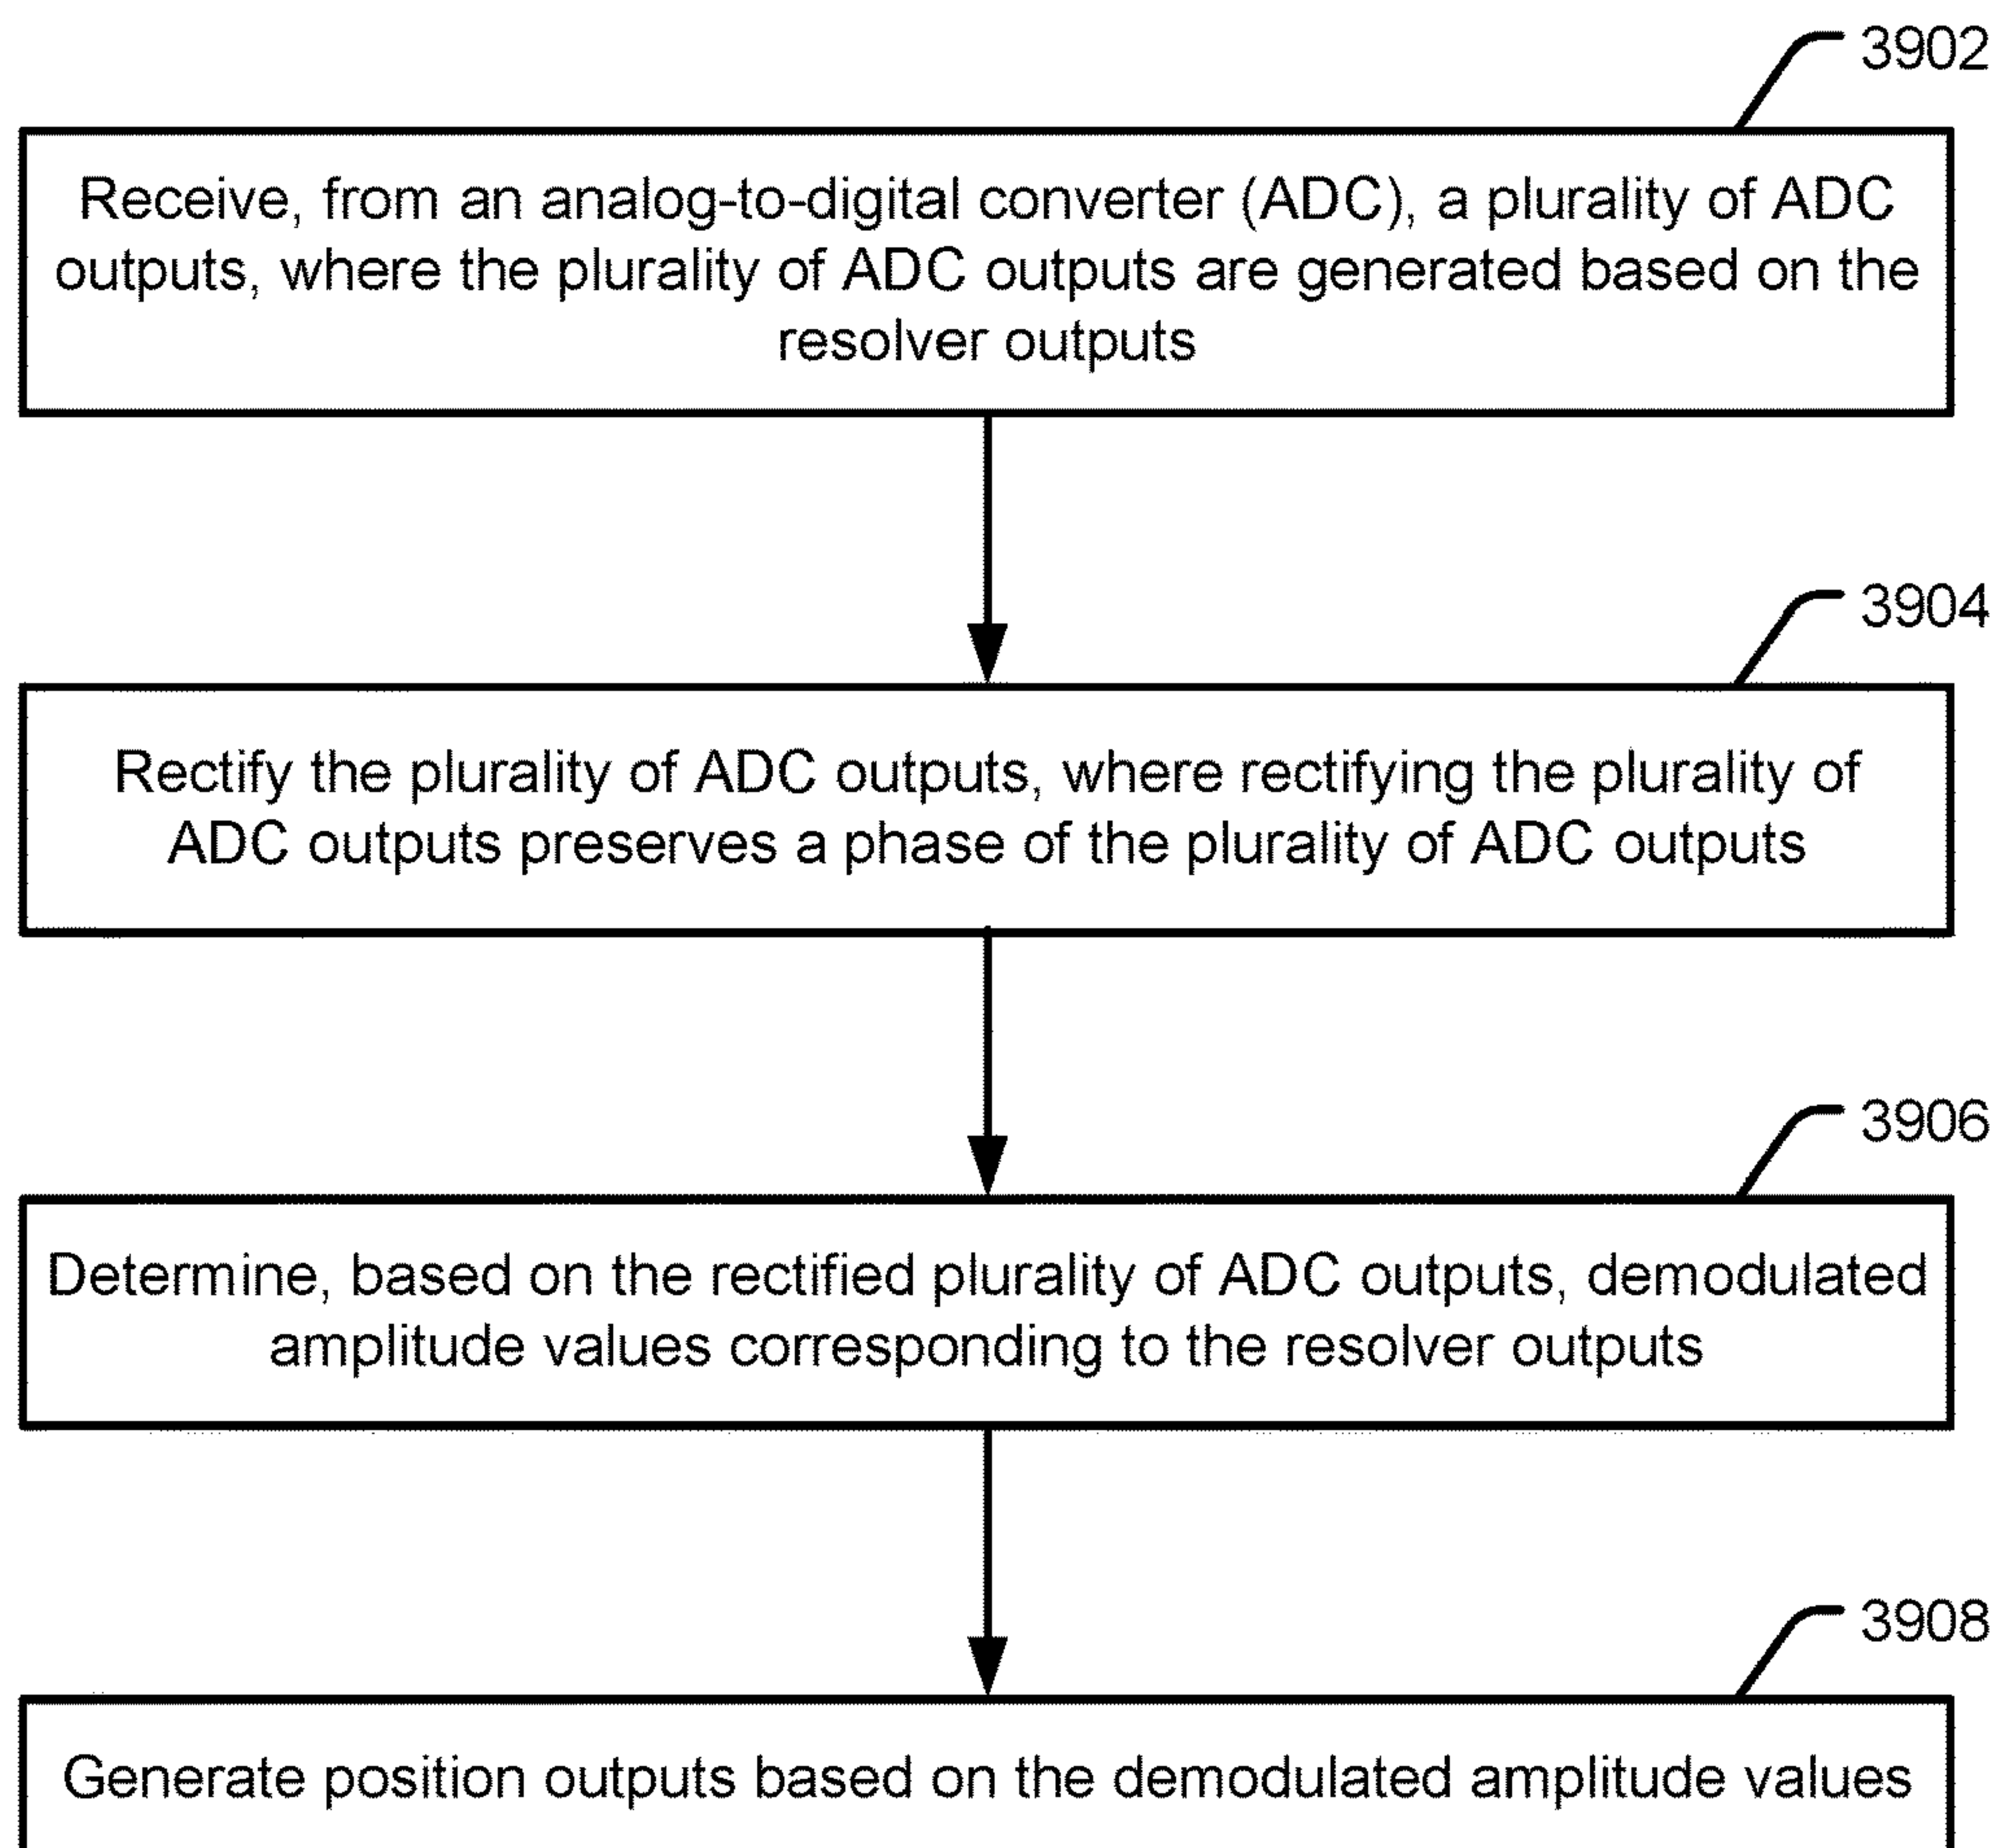 3902
Receive, from an analog-to-digital converter (ADC), a plurality of ADC
outputs, where the plurality of ADC outputs are generated based on the
resolver outputs
3904
Rectify the plurality of ADC outputs, where rectifying the plurality of
ADC outputs preserves a phase of the plurality of ADC outputs
3906
Determine, based on the rectified plurality of ADC outputs, demodulated
amplitude values corresponding to the resolver outputs
3908
Generate position outputs based on the demodulated amplitude values